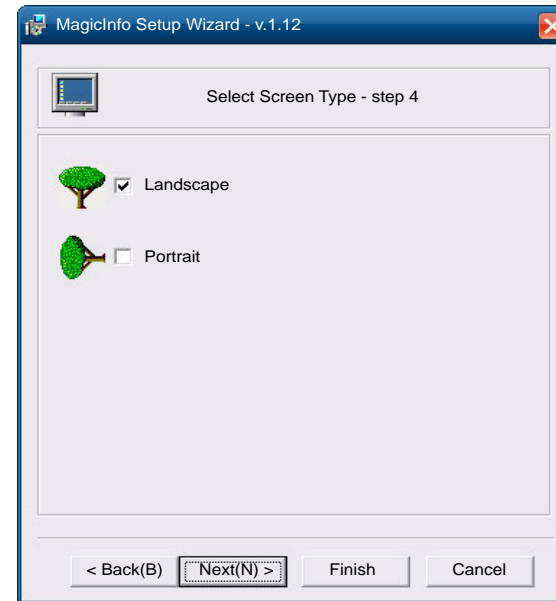 MagicInfo Setup Wizard - v.1.12
Select Screen Type - step 4
Landscape
Portrait
< Back(B) Next(N) > Finish Cancel